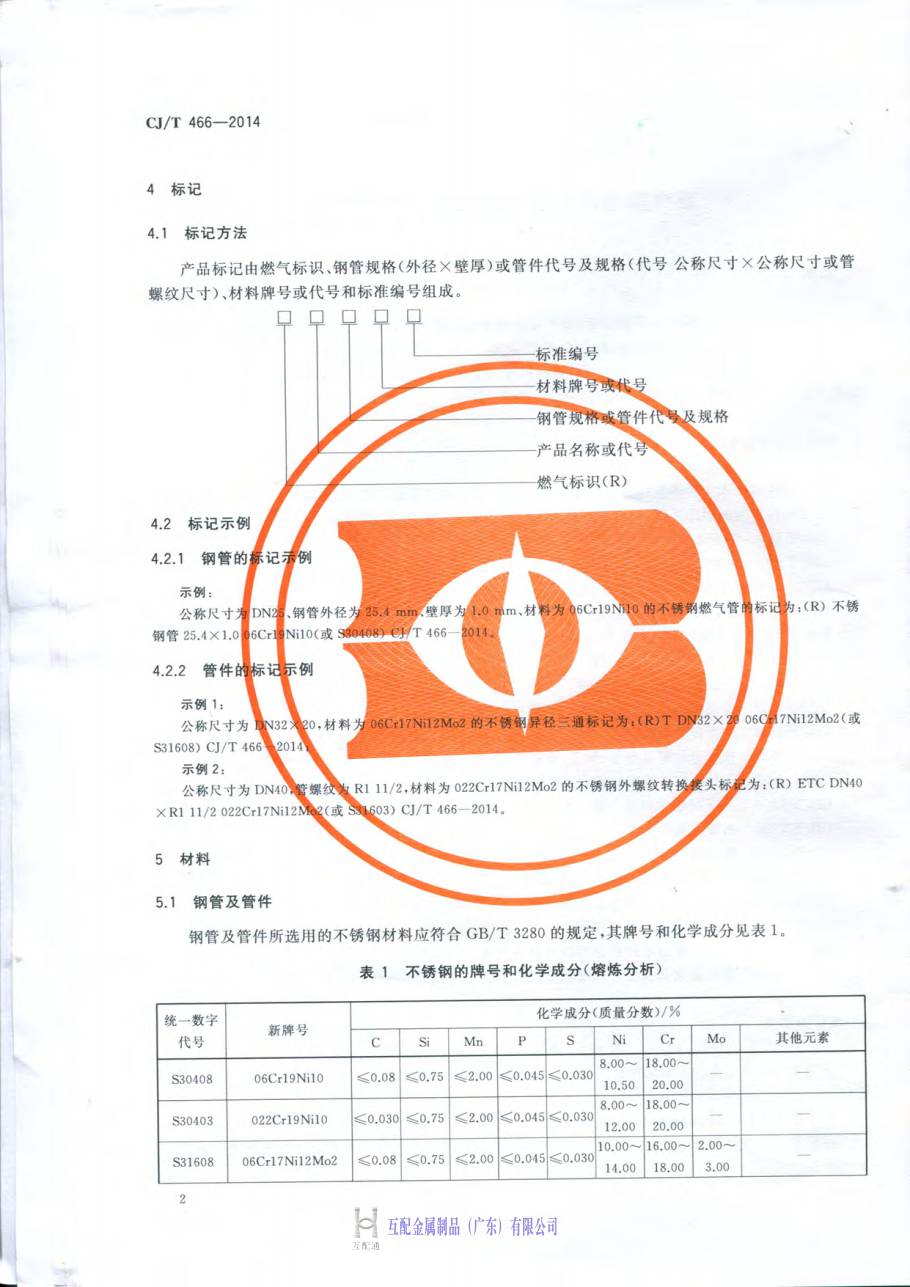 CJ/T 466—2014
4 标记
4.1 标记方法
产品标记由燃气标识、钢管规格(外径×壁厚)或管件代号及规格(代号 公称尺寸×公称尺寸或管
螺纹尺寸)、材料牌号或代号和标准编号组成。
□ □ □ □ □
标准编号
材料牌号或代号
钢管规格或管件代号及规格
产品名称或代号
燃气标识(R)
4.2 标记示例
4.2.1 钢管的标记示例
示例:
公称尺寸为 DN25、钢管外径为 25.4 mm、壁厚为 1.0 mm、材料为 06Cr19Ni10 的不锈钢燃气管的标记为:(R) 不锈
钢管 25.4×1.0 06Cr19Ni10(或 S30408) CJ/T 466—2014。
4.2.2 管件的标记示例
示例 1:
公称尺寸为 DN32×20,材料为 06Cr17Ni12Mo2 的不锈钢异径三通标记为:(R)T DN32×20 06Cr17Ni12Mo2(或
S31608) CJ/T 466—2014;
示例 2:
公称尺寸为 DN40,管螺纹为 R1 11/2,材料为 022Cr17Ni12Mo2 的不锈钢外螺纹转换接头标记为:(R) ETC DN40
×R1 11/2 022Cr17Ni12Mo2(或 S31603) CJ/T 466—2014。
5 材料
5.1 钢管及管件
钢管及管件所选用的不锈钢材料应符合 GB/T 3280 的规定,其牌号和化学成分见表 1。
表 1 不锈钢的牌号和化学成分(熔炼分析)
统一数字代号 新牌号 化学成分(质量分数)/%
C Si Mn P S Ni Cr Mo 其他元素
S30408 06Cr19Ni10 ≤0.08 ≤0.75 ≤2.00 ≤0.045 ≤0.030 8.00~10.50 18.00~20.00 — —
S30403 022Cr19Ni10 ≤0.030 ≤0.75 ≤2.00 ≤0.045 ≤0.030 8.00~12.00 18.00~20.00 — —
S31608 06Cr17Ni12Mo2 ≤0.08 ≤0.75 ≤2.00 ≤0.045 ≤0.030 10.00~14.00 16.00~18.00 2.00~3.00 —
2
互配通
互配金属制品（广东）有限公司